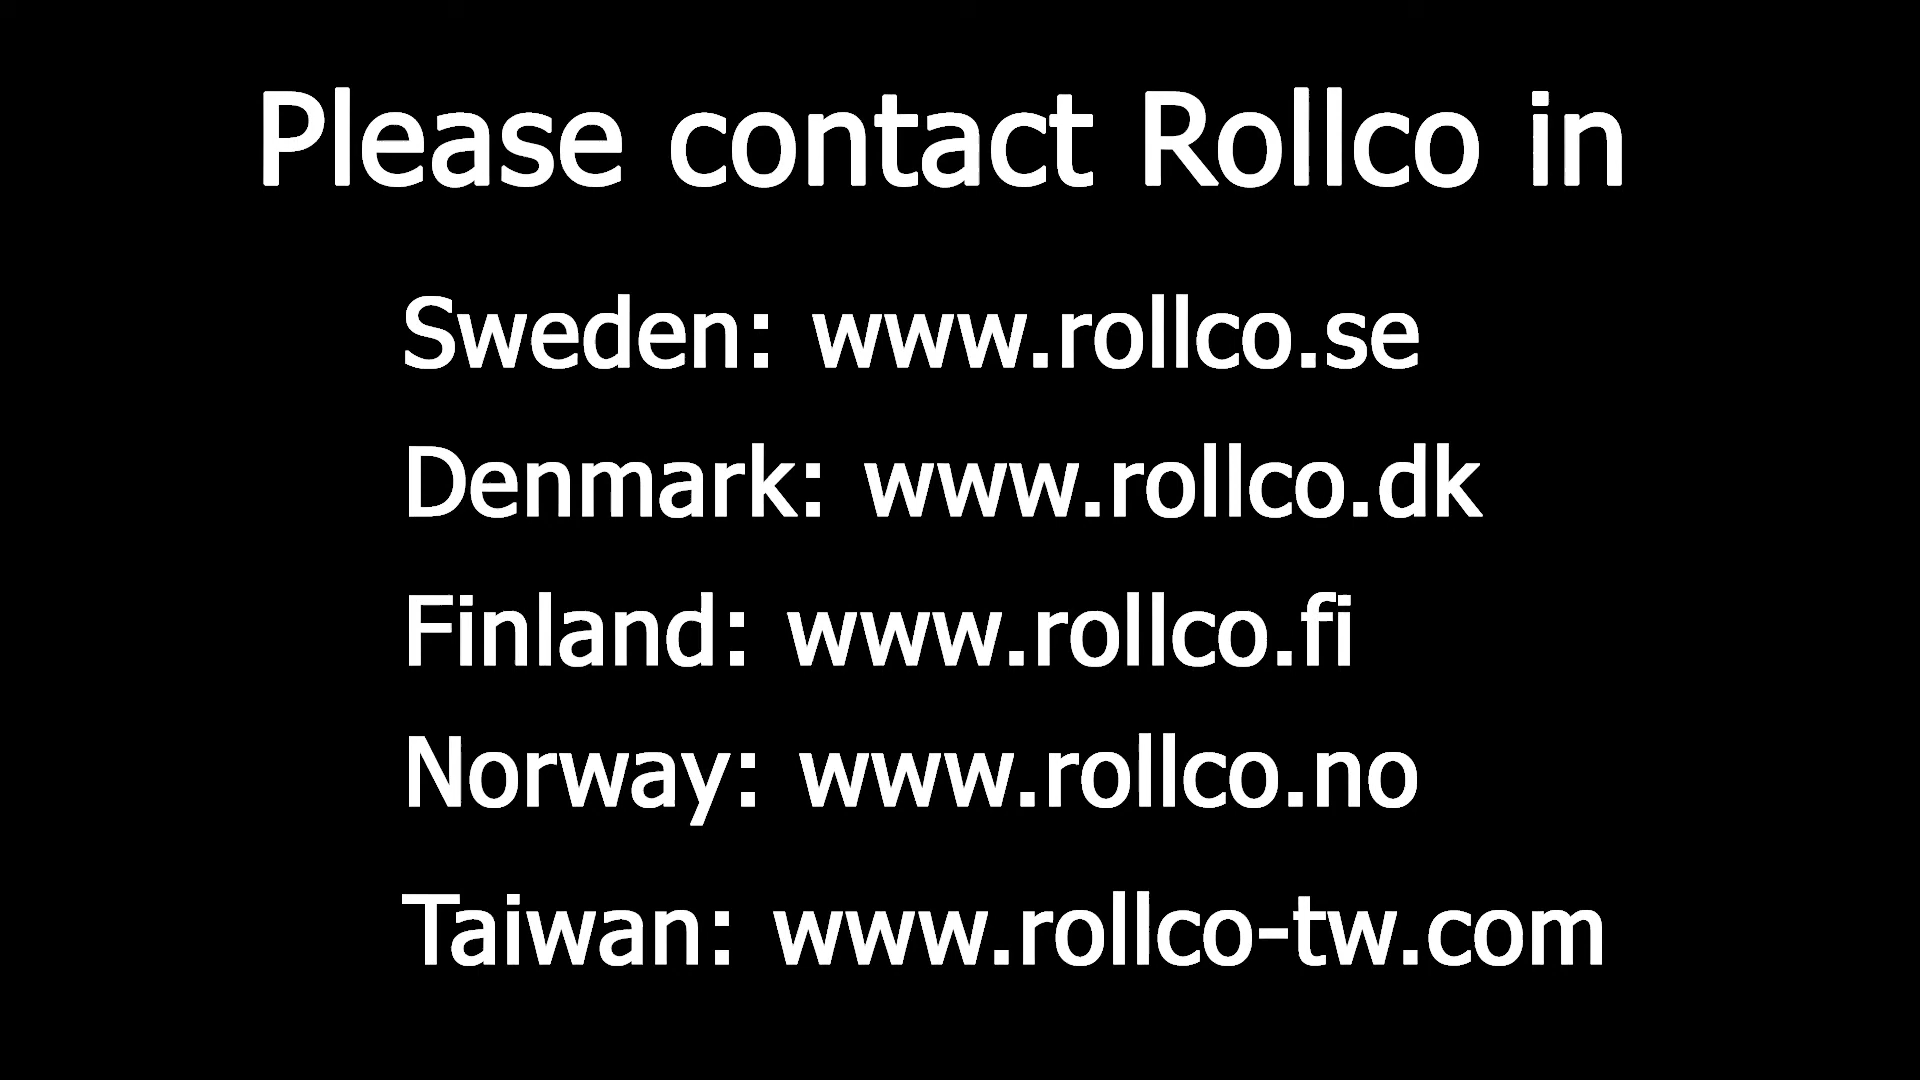 Please contact Rollco in
Sweden: www.rollco.se
Denmark: www.rollco.dk
Finland: www.rollco.fi
Norway: www.rollco.no
Taiwan: www.rollco-tw.com